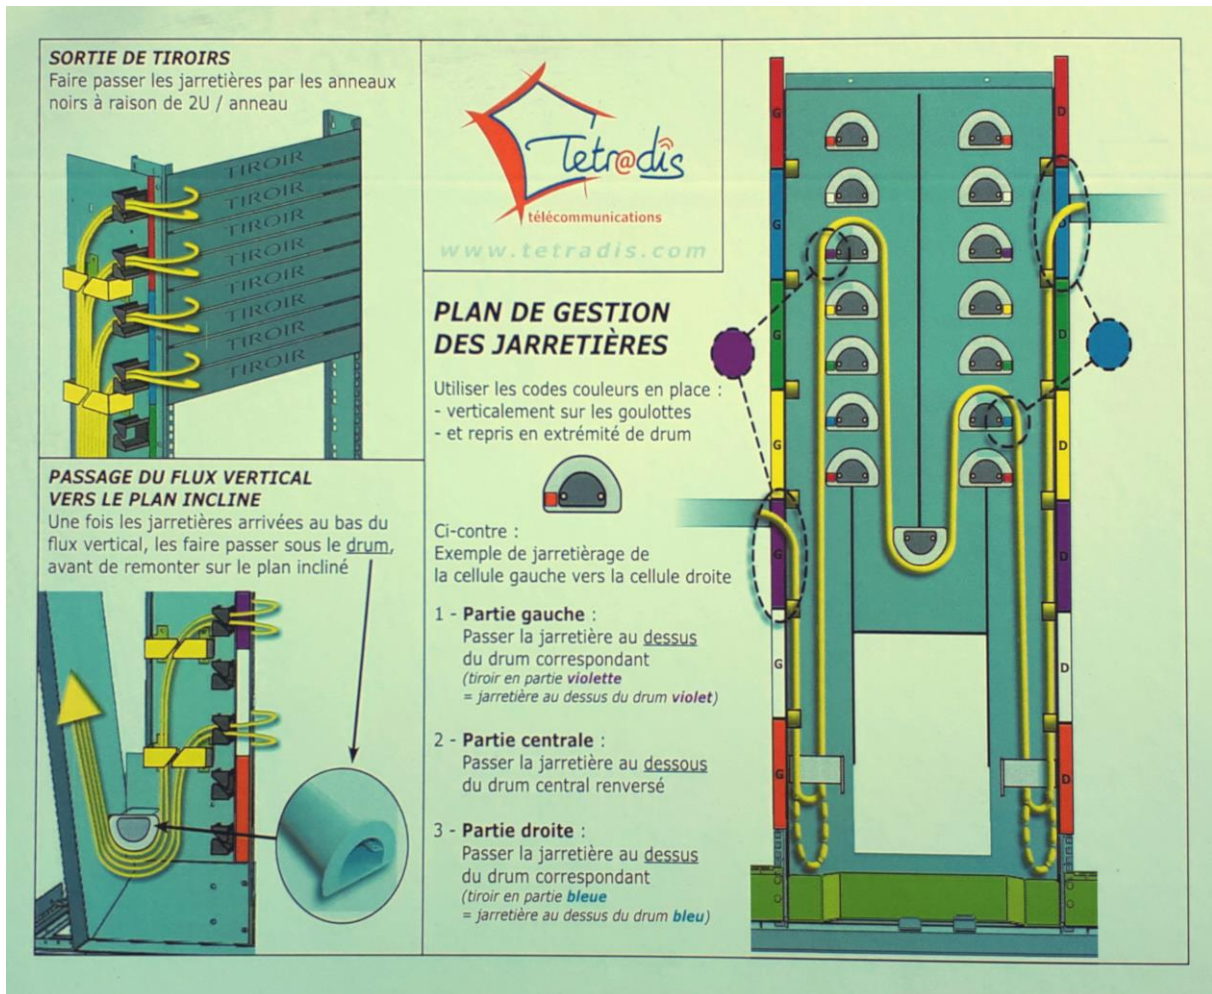 SORTIE DE TIROIRS
Faire passer les jarretières par les anneaux
noirs à raison de 2U / anneau
TIROIR
TIROIR
TIROIR
TIROIR
TIROIR
TIROIR
TIROIR
TIROIR
PASSAGE DU FLUX VERTICAL
VERS LE PLAN INCLINE
Une fois les jarretières arrivées au bas du
flux vertical, les faire passer sous le drum,
avant de remonter sur le plan incliné
Tetr@dis
télécommunications
www.tetradis.com
PLAN DE GESTION
DES JARRETIÈRES
Utiliser les codes couleurs en place :
- verticalement sur les goulottes
- et repris en extrémité de drum
Ci-contre :
Exemple de jarretièrage de
la cellule gauche vers la cellule droite
1 - Partie gauche :
Passer la jarretière au dessus
du drum correspondant
(tiroir en partie violette
= jarretière au dessus du drum violet)
2 - Partie centrale :
Passer la jarretière au dessous
du drum central renversé
3 - Partie droite :
Passer la jarretière au dessus
du drum correspondant
(tiroir en partie bleue
= jarretière au dessus du drum bleu)
G
D
G
D
G
D
G
D
G
D
G
D